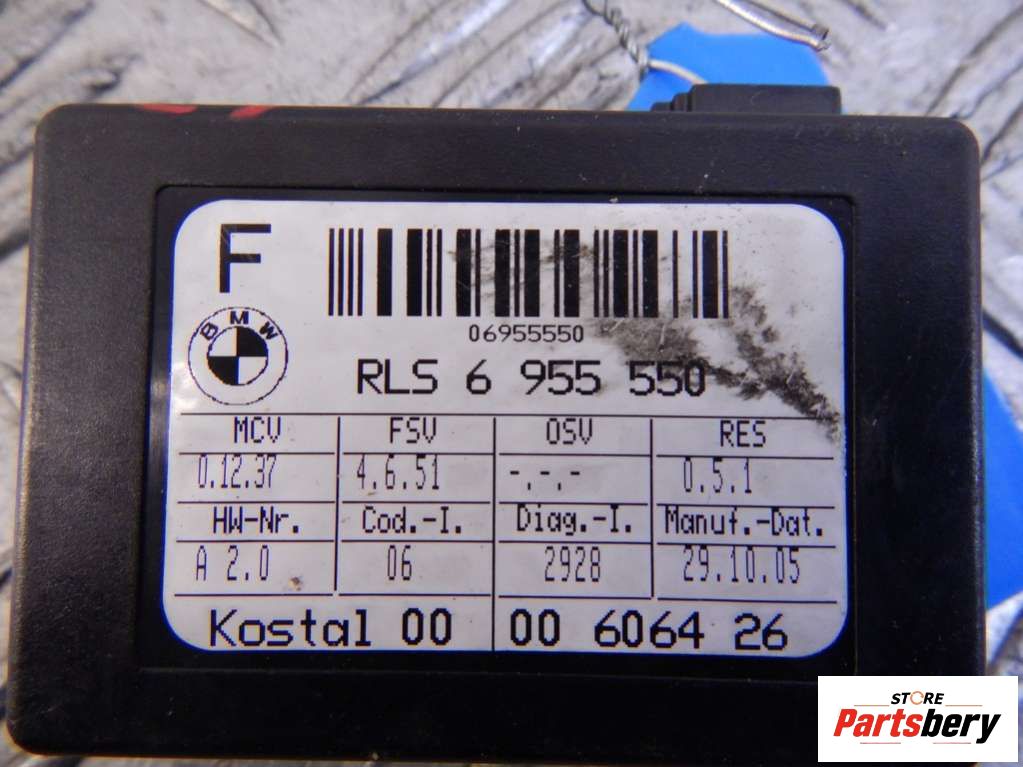 F
BMW
06955550
RLS 6 955 550
MCV FSV OSV RES
0.12.37 4.6.51 -.-.- 0.5.1
HW-Nr. Cod.-I. Diag.-I. Manuf.-Dat.
A 2.0 06 2928 29.10.05
Kostal 00 00 6064 26
STORE
Partsbery